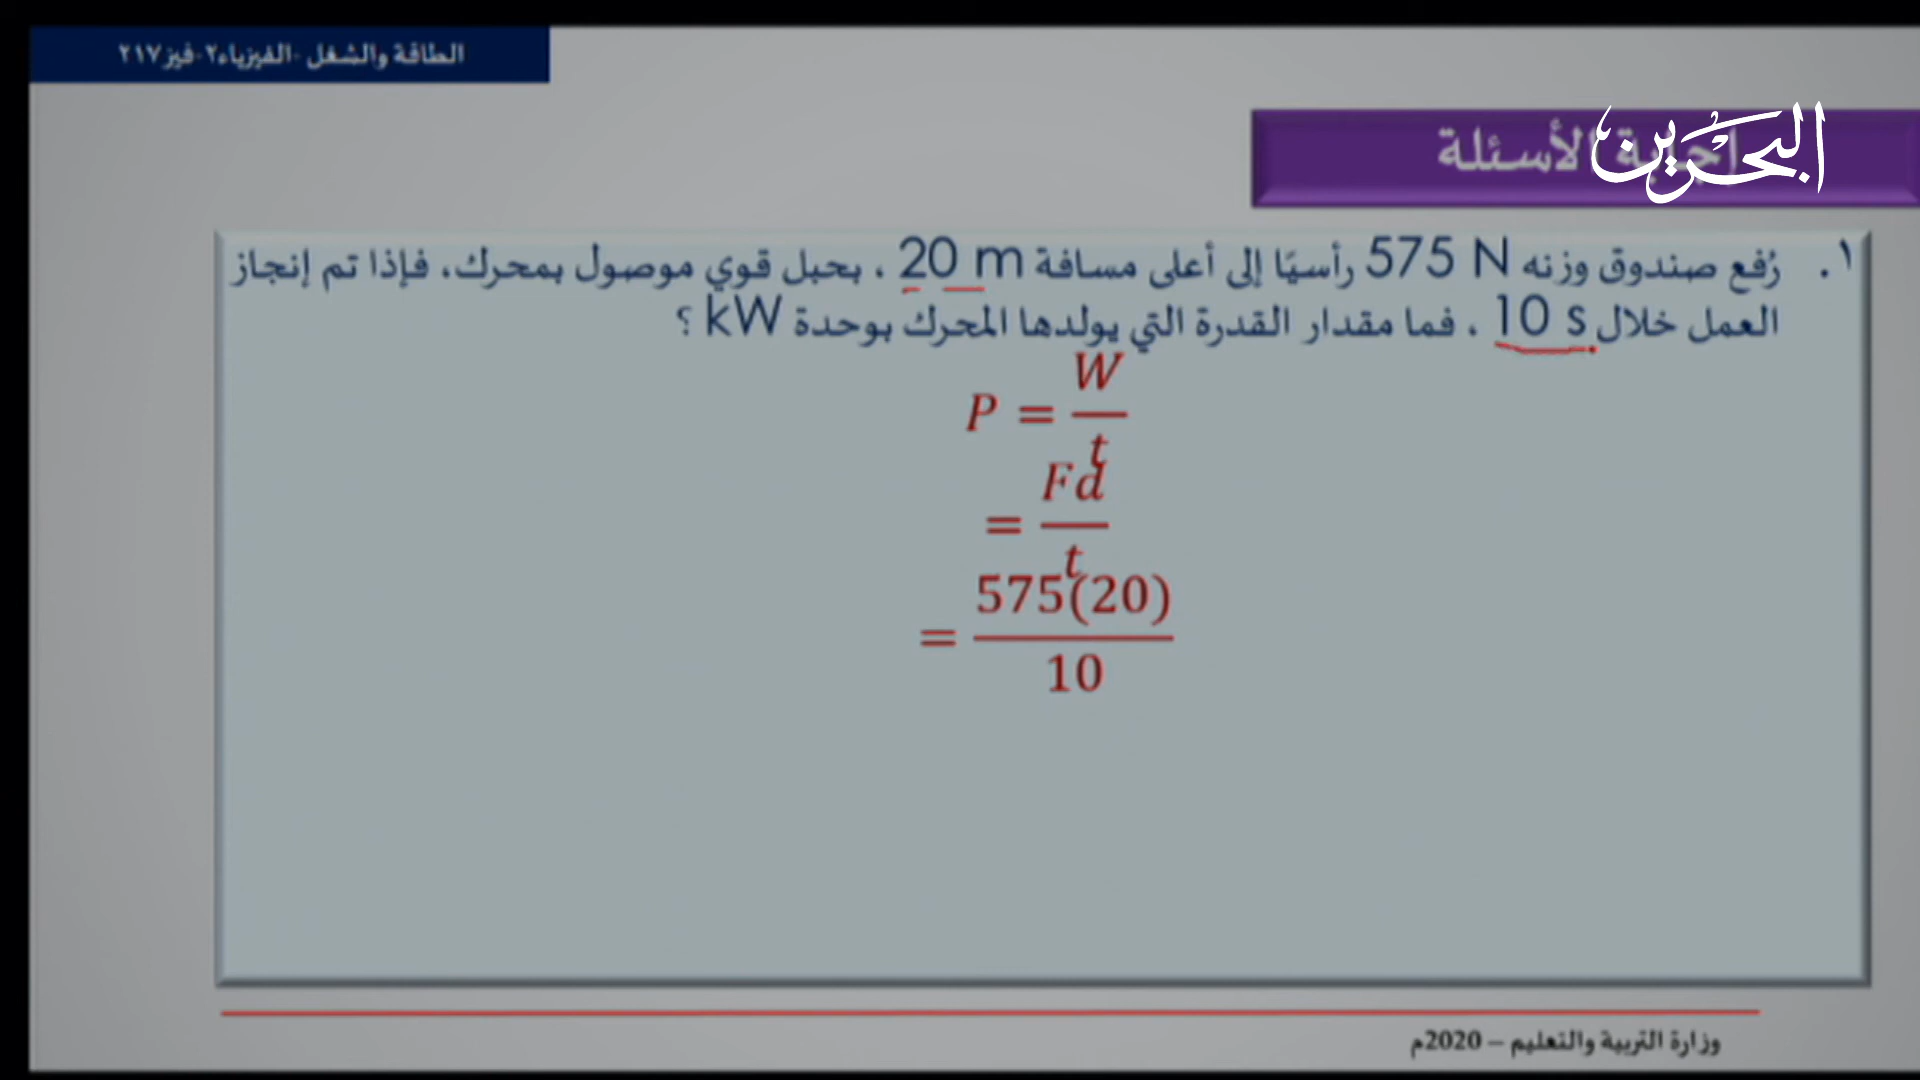 الطاقة والشغل -الفيزياء٢-فيز٢١٧
البحرين
إجابة الأسئلة
١. رُفع صندوق وزنه 575 N رأسيًا إلى أعلى مسافة 20 m ، بحبل قوي موصول بمحرك، فإذا تم إنجاز
العمل خلال 10 s ، فما مقدار القدرة التي يولدها المحرك بوحدة kW ؟
P = W/t
= Fd/t
= 575(20)/10
وزارة التربية والتعليم – 2020م